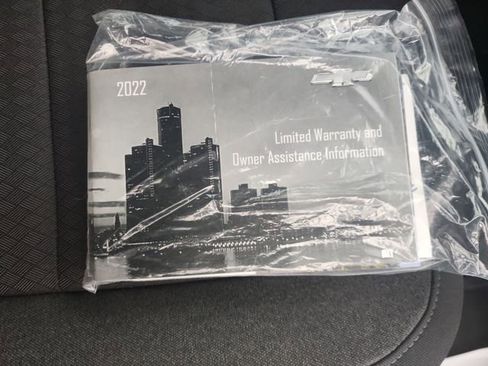 2022
Limited Warranty and
Owner Assistance Information